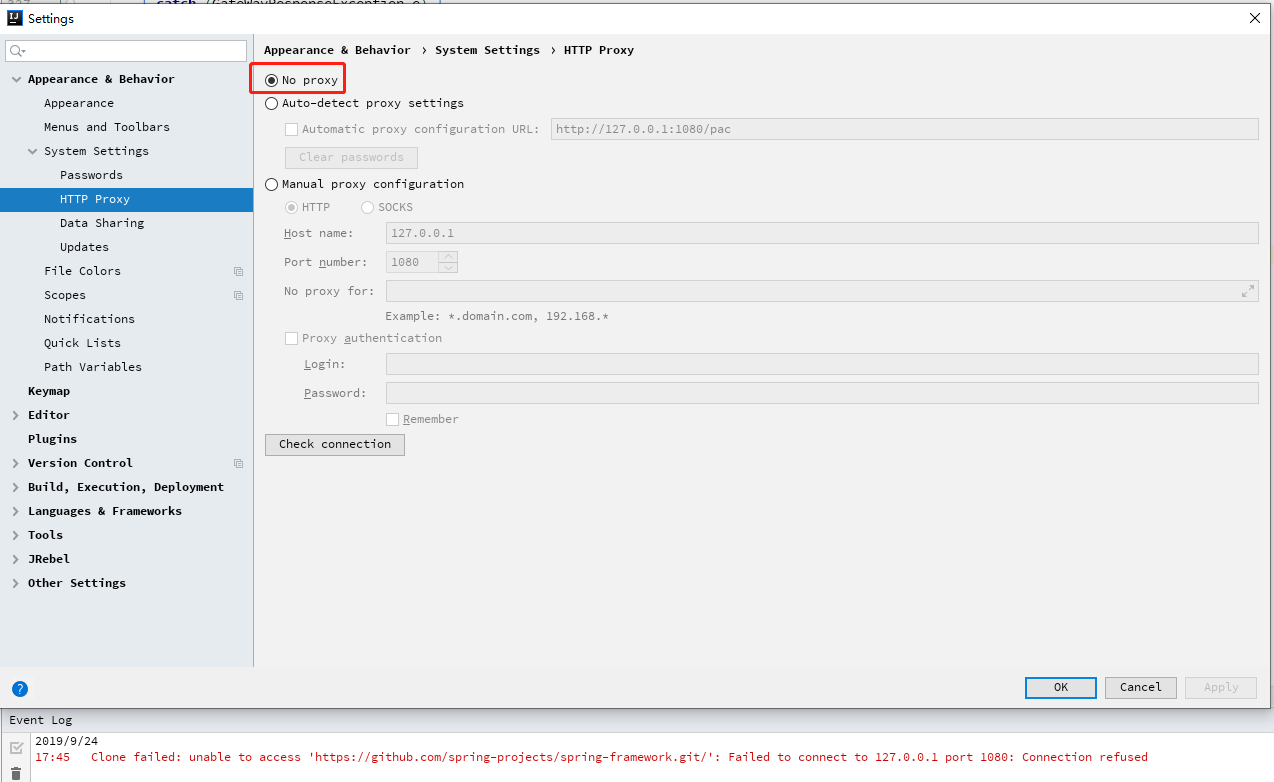 catch (GateWayResponseException e) {
Settings
Appearance & Behavior › System Settings › HTTP Proxy
Appearance & Behavior
Appearance
Menus and Toolbars
System Settings
Passwords
HTTP Proxy
Data Sharing
Updates
File Colors
Scopes
Notifications
Quick Lists
Path Variables
Keymap
Editor
Plugins
Version Control
Build, Execution, Deployment
Languages & Frameworks
Tools
JRebel
Other Settings
No proxy
Auto-detect proxy settings
Automatic proxy configuration URL: http://127.0.0.1:1080/pac
Clear passwords
Manual proxy configuration
HTTP SOCKS
Host name: 127.0.0.1
Port number: 1080
No proxy for:
Example: *.domain.com, 192.168.*
Proxy authentication
Login:
Password:
Remember
Check connection
?
OK Cancel Apply
Event Log
2019/9/24
17:45 Clone failed: unable to access 'https://github.com/spring-projects/spring-framework.git/': Failed to connect to 127.0.0.1 port 1080: Connection refused